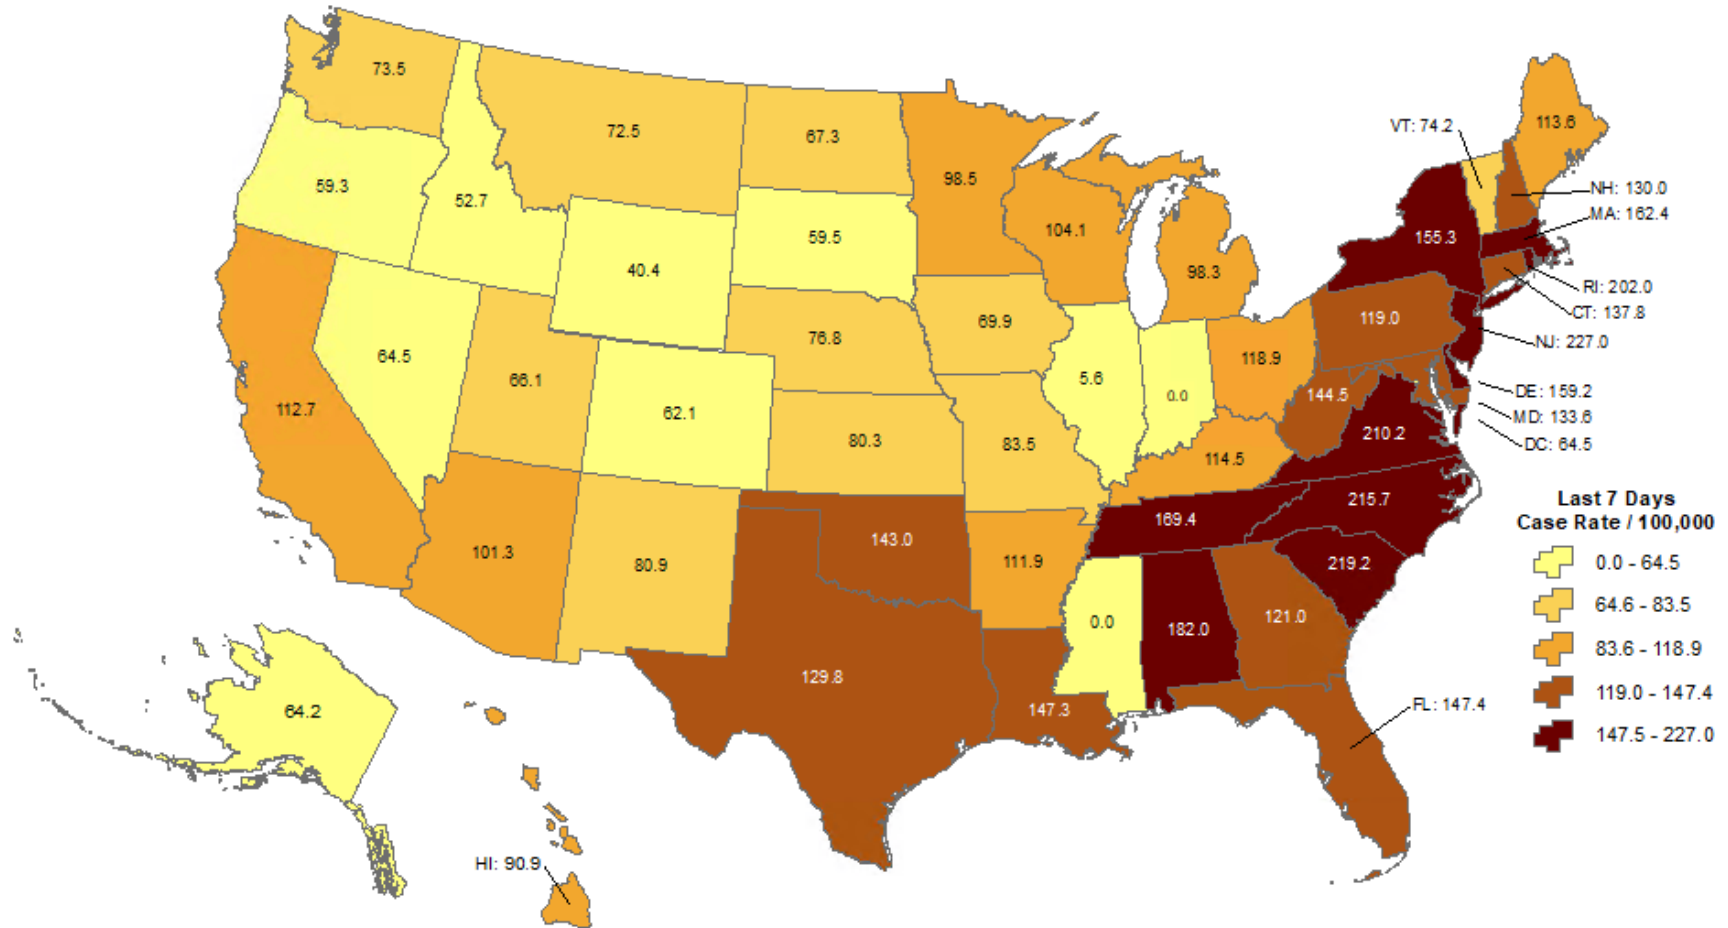 73.5
72.5
67.3
98.5
VT: 74.2
113.6
59.3
52.7
59.5
104.1
98.3
155.3
NH: 130.0
MA: 162.4
40.4
RI: 202.0
CT: 137.8
64.5
66.1
76.8
69.9
118.9
119.0
NJ: 227.0
112.7
62.1
80.3
83.5
5.6
0.0
144.5
DE: 159.2
MD: 133.6
DC: 64.5
210.2
114.5
101.3
80.9
143.0
111.9
169.4
215.7
219.2
129.8
147.3
0.0
182.0
121.0
FL: 147.4
64.2
HI: 90.9
Last 7 Days
Case Rate / 100,000
0.0 - 64.5
64.6 - 83.5
83.6 - 118.9
119.0 - 147.4
147.5 - 227.0